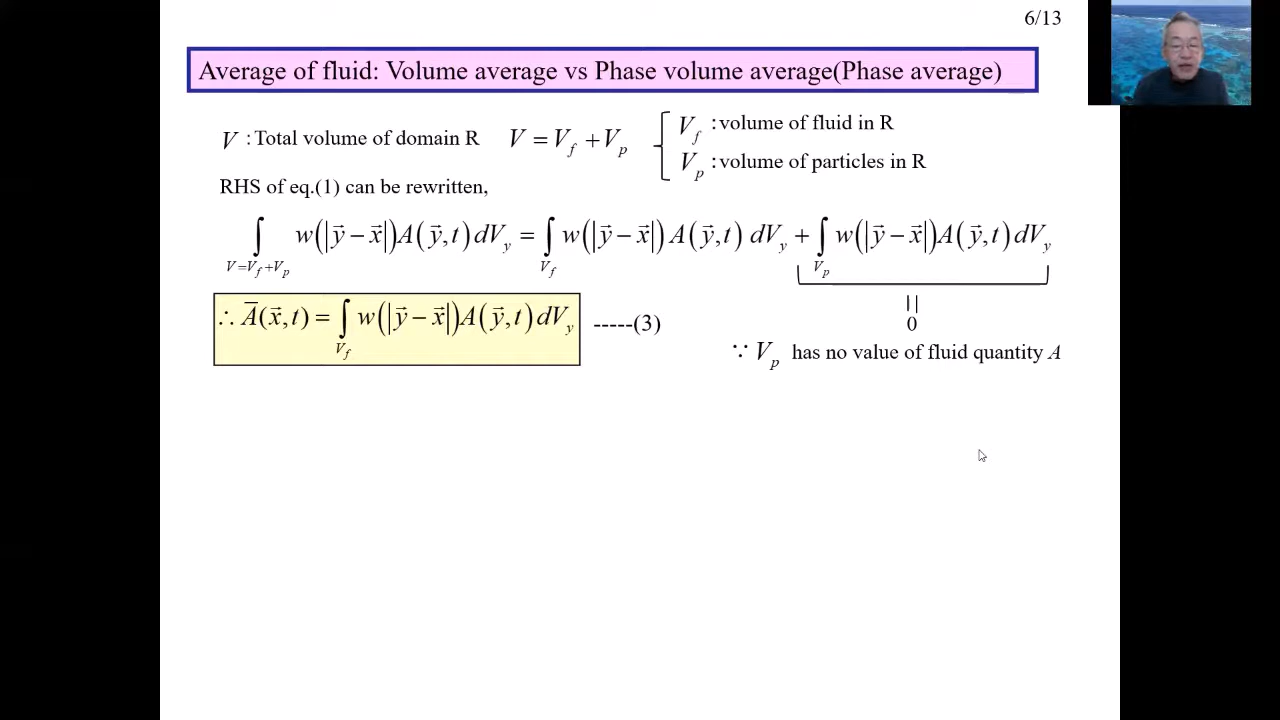 6/13
Average of fluid: Volume average vs Phase volume average(Phase average)
V : Total volume of domain R V = V_f + V_p { V_f : volume of fluid in R
V_p : volume of particles in R
RHS of eq.(1) can be rewritten,
∫_{V=V_f+V_p} w(|y⃗ − x⃗|)A(y⃗,t)dV_y = ∫_{V_f} w(|y⃗ − x⃗|)A(y⃗,t)dV_y + ∫_{V_p} w(|y⃗ − x⃗|)A(y⃗,t)dV_y
∴ A̅(x⃗,t) = ∫_{V_f} w(|y⃗ − x⃗|)A(y⃗,t)dV_y -----(3)
||
0
∵ V_p has no value of fluid quantity A